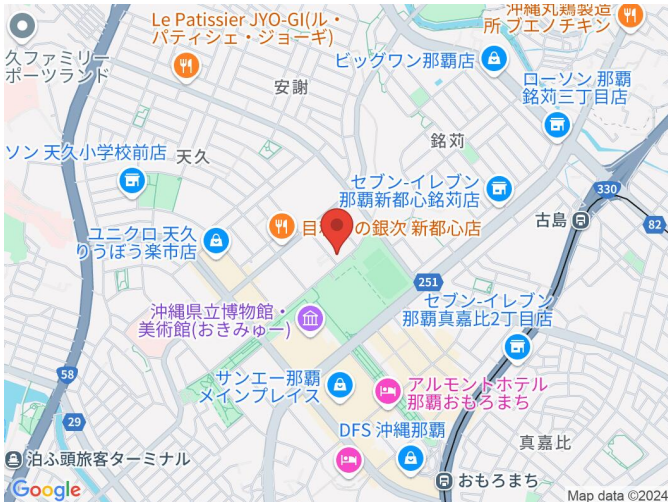 Le Patissier JYO-GI(ル・
パティシェ・ジョーギ)
沖縄丸鶏製造
所 ブエノチキン
久ファミリー
ポーツランド
ビッグワン那覇店
安謝
ローソン 那覇
銘苅三丁目店
銘苅
ソン 天久小学校前店
天久
セブン-イレブン
那覇新都心銘苅店
330
古島
82
目
の銀次 新都心店
ユニクロ 天久
りうぼう楽市店
251
セブン-イレブン
那覇真嘉比2丁目店
沖縄県立博物館・
美術館(おきみゅー)
58
サンエー那覇
メインプレイス
アルモントホテル
那覇おもろまち
29
DFS 沖縄那覇
真嘉比
泊ふ頭旅客ターミナル
おもろまち
Google
Map data ©2024